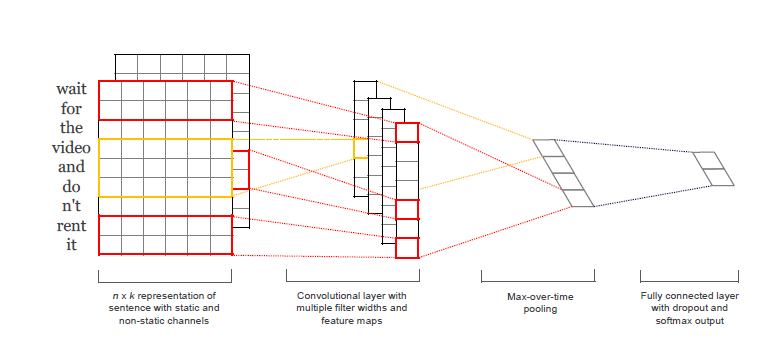 wait
for
the
video
and
do
n't
rent
it
n x k representation of
sentence with static and
non-static channels
Convolutional layer with
multiple filter widths and
feature maps
Max-over-time
pooling
Fully connected layer
with dropout and
softmax output